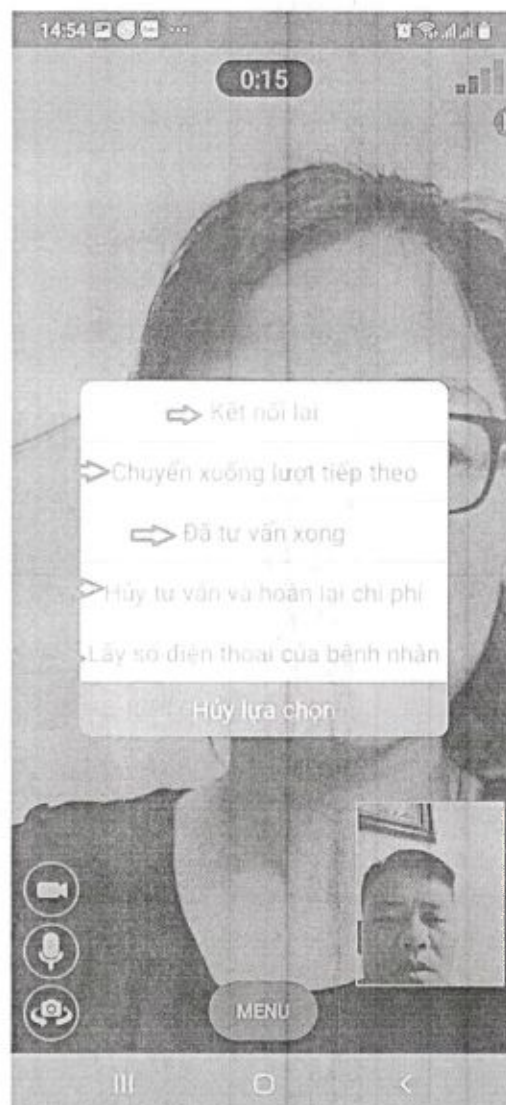 14:54
0:15
Kết nối lại
Chuyển xuống lượt tiếp theo
Đã tư vấn xong
Hủy tư vấn và hoàn lại chi phí
Lấy số điện thoại của bệnh nhân
Hủy lựa chọn
MENU